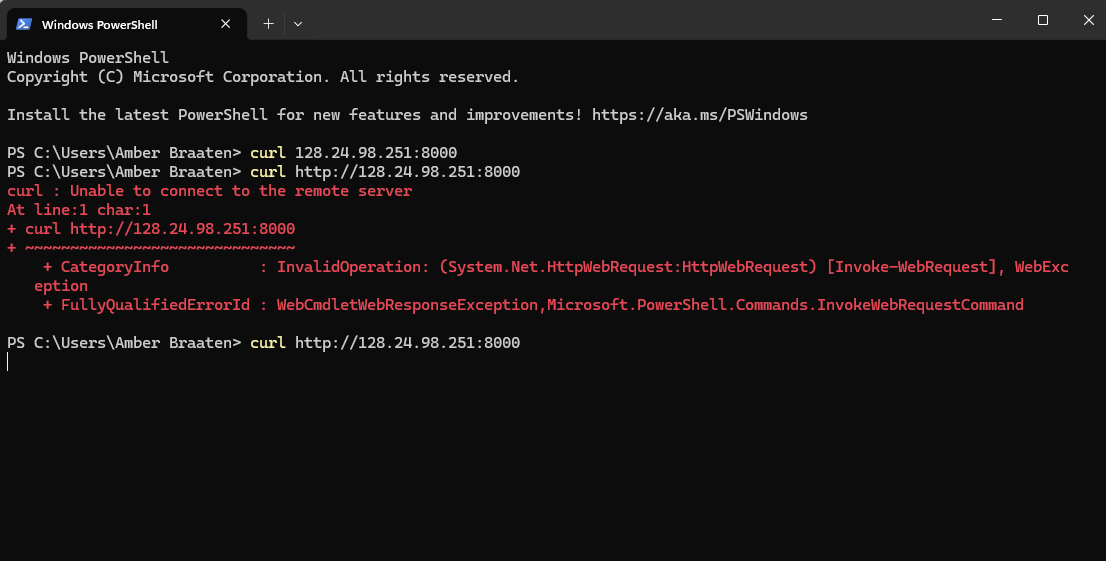 Windows PowerShell
Windows PowerShell
Copyright (C) Microsoft Corporation. All rights reserved.
Install the latest PowerShell for new features and improvements! https://aka.ms/PSWindows
PS C:\Users\Amber Braaten> curl 128.24.98.251:8000
PS C:\Users\Amber Braaten> curl http://128.24.98.251:8000
curl : Unable to connect to the remote server
At line:1 char:1
+ curl http://128.24.98.251:8000
+ ~~~~~~~~~~~~~~~~~~~~~~~~~~~~~~
    + CategoryInfo          : InvalidOperation: (System.Net.HttpWebRequest:HttpWebRequest) [Invoke-WebRequest], WebExc
   eption
    + FullyQualifiedErrorId : WebCmdletWebResponseException,Microsoft.PowerShell.Commands.InvokeWebRequestCommand
PS C:\Users\Amber Braaten> curl http://128.24.98.251:8000